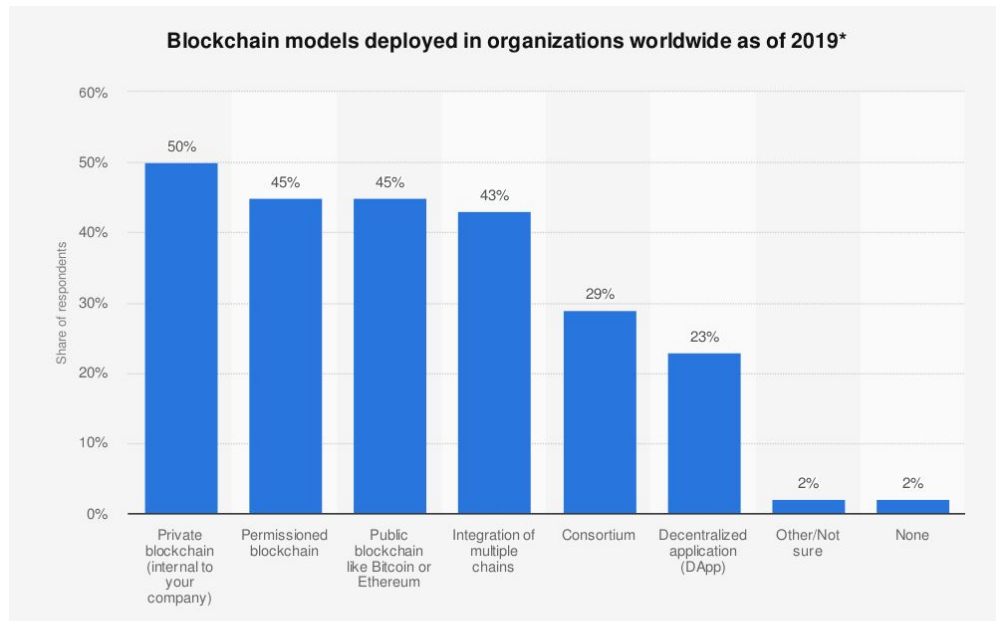 Blockchain models deployed in organizations worldwide as of 2019*
60%
50%
40%
30%
20%
10%
0%
Share of respondents
50%
45%
45%
43%
29%
23%
2%
2%
Private
blockchain
(internal to
your
company)
Permissioned
blockchain
Public
blockchain
like Bitcoin or
Ethereum
Integration of
multiple
chains
Consortium
Decentralized
application
(DApp)
Other/Not
sure
None